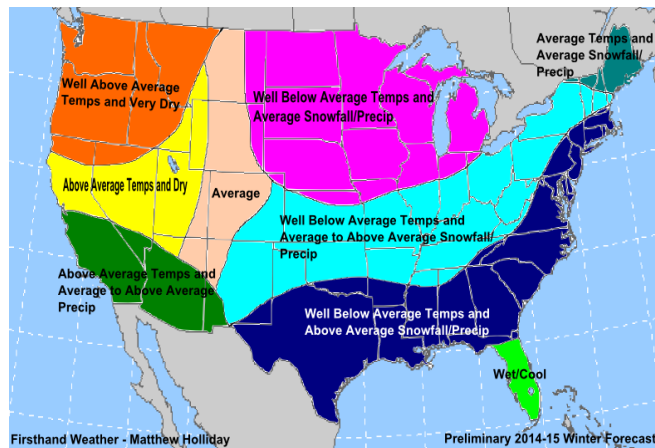 Average Temps and
Average Snowfall/
Precip
Well Above Average
Temps and Very Dry
Well Below Average Temps and
Average Snowfall/Precip
Above Average Temps and Dry
Average
Well Below Average Temps and
Average to Above Average Snowfall/
Precip
Above Average Temps and
Average to Above Average
Precip
Well Below Average Temps and
Above Average Snowfall/Precip
Wet/Cool
Firsthand Weather - Matthew Holliday
Preliminary 2014-15 Winter Forecast